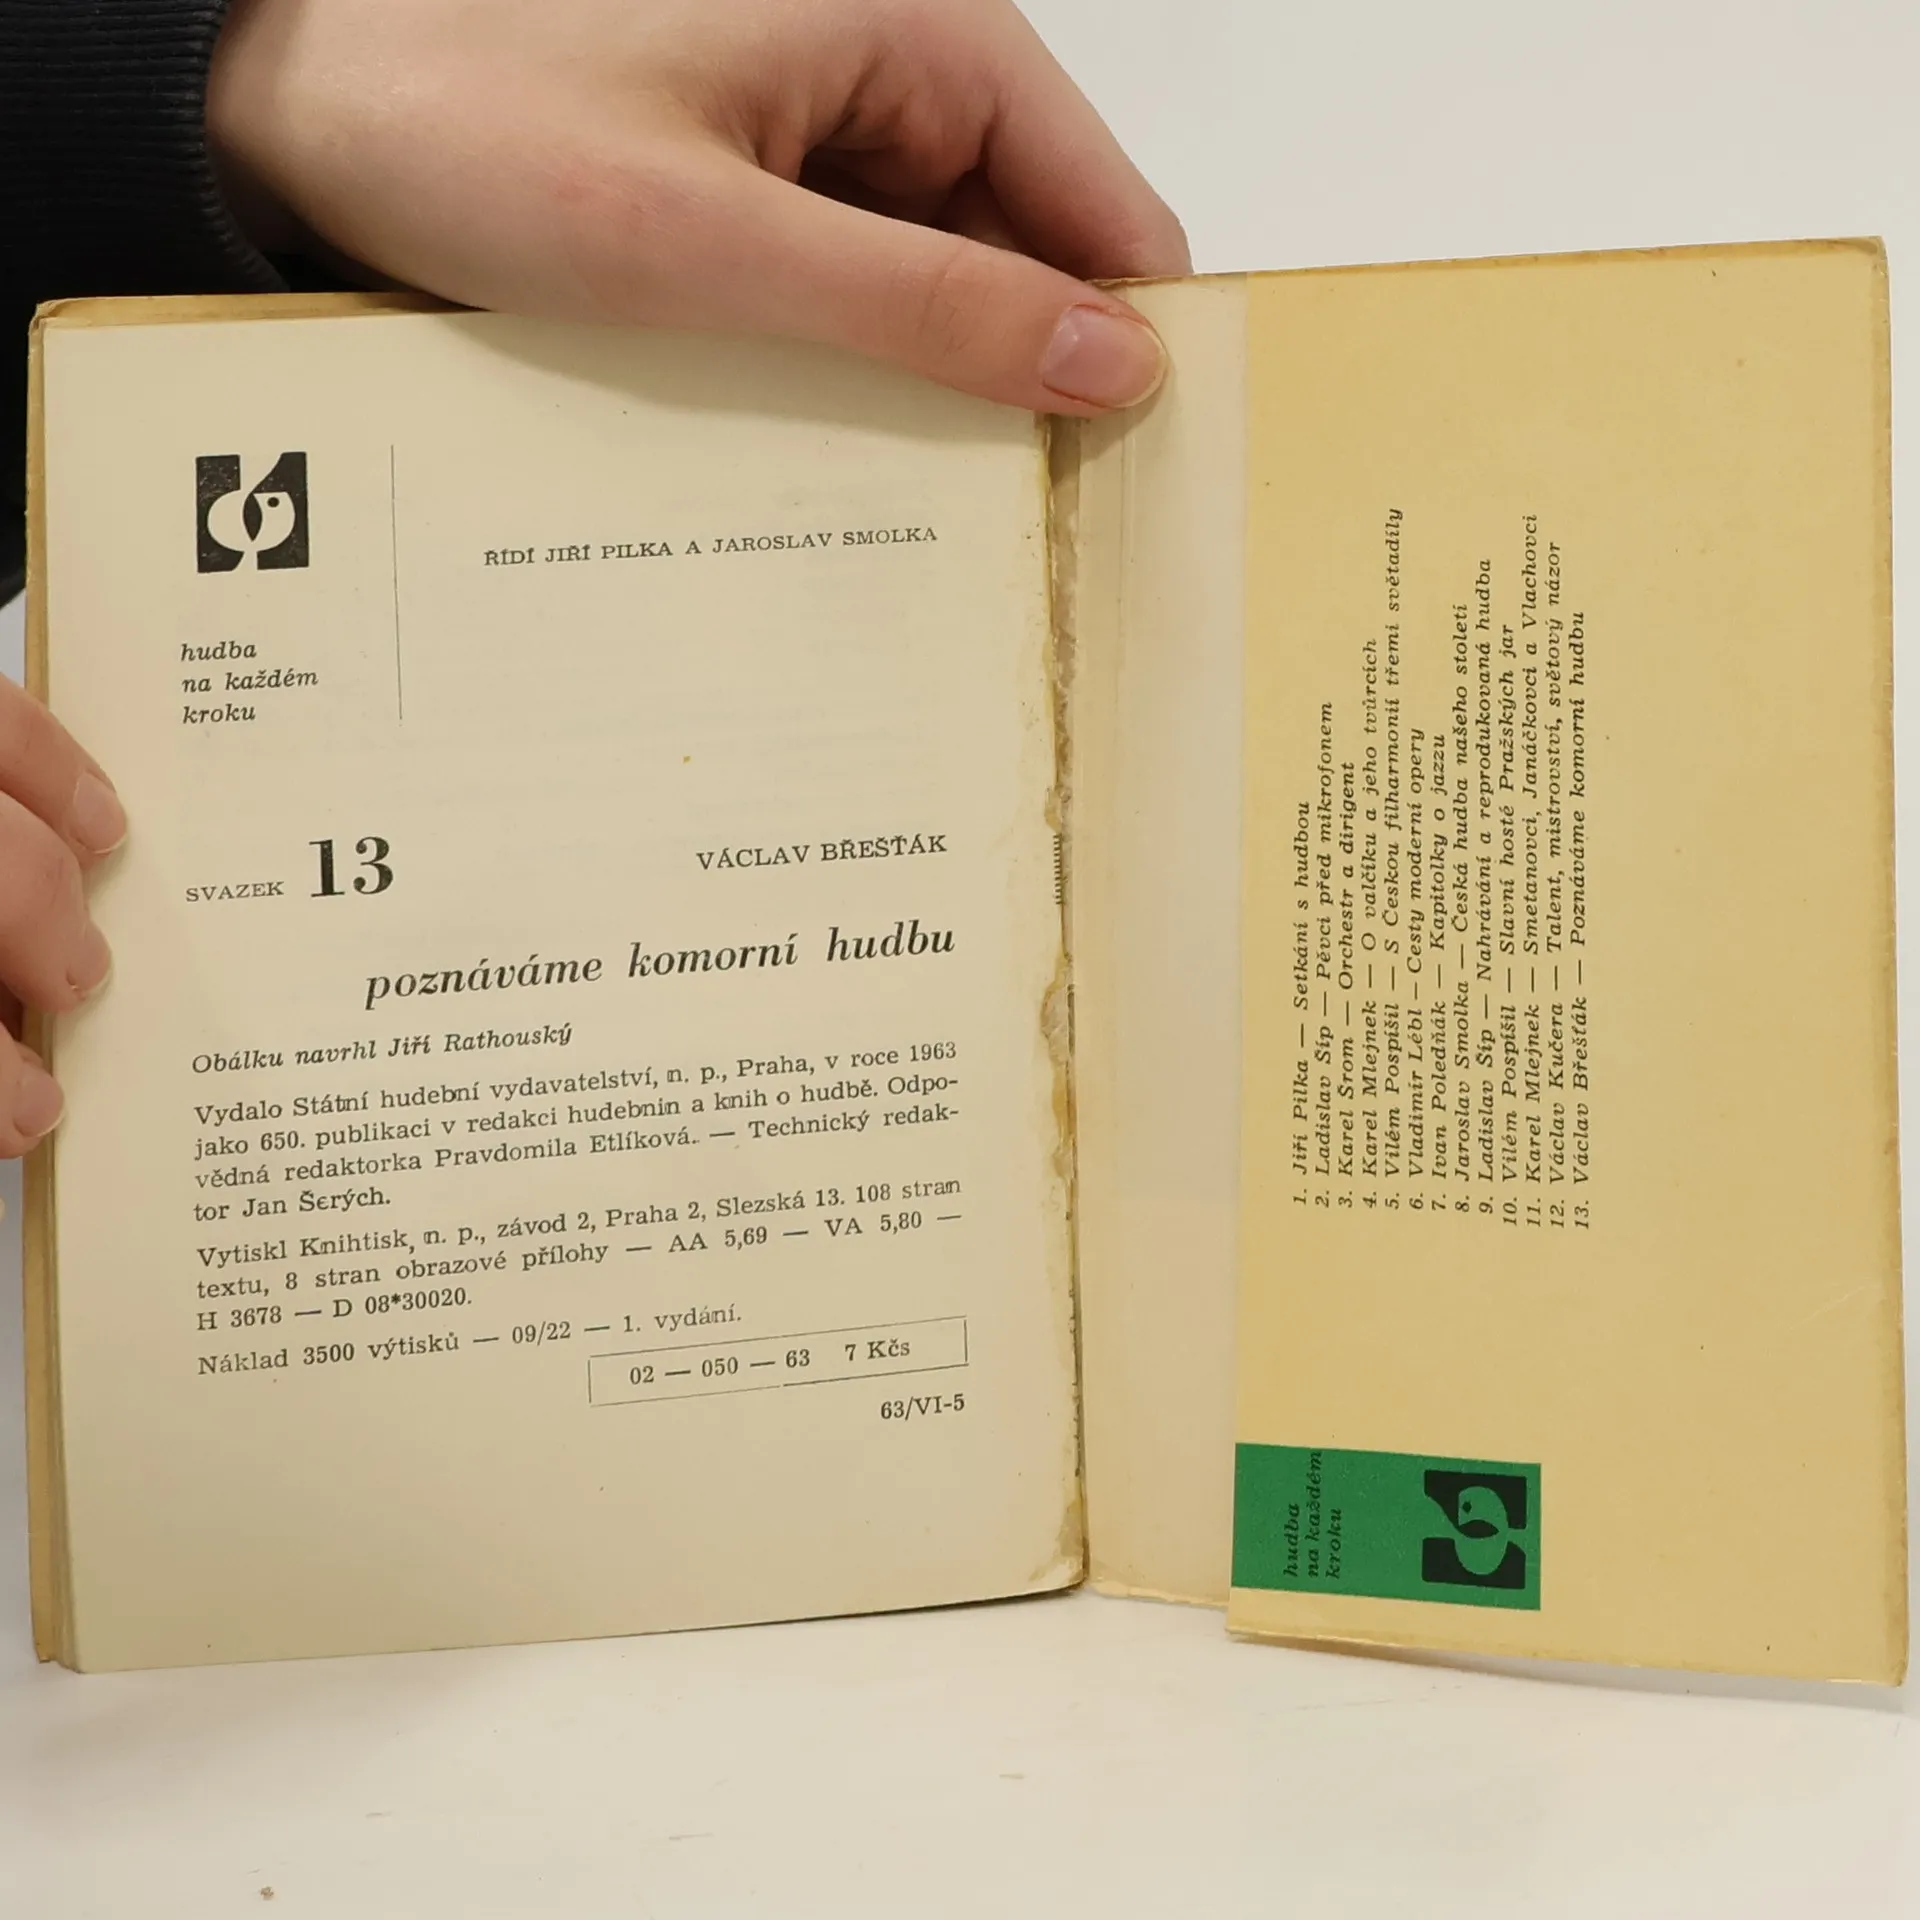 ŘÍDÍ JIŘÍ PILKA A JAROSLAV SMOLKA
hudba
na každém
kroku
SVAZEK 13
VÁCLAV BŘEŠŤÁK
poznáváme komorní hudbu
Obálku navrhl Jiří Rathouský
Vydalo Státní hudební vydavatelství, n. p., Praha, v roce 1963
jako 650. publikaci v redakci hudebnin a knih o hudbě. Odpo-
vědná redaktorka Pravdomila Etlíková. — Technický redak-
tor Jan Šerých.
Vytiskl Knihtisk, n. p., závod 2, Praha 2, Slezská 13. 108 stran
textu, 8 stran obrazové přílohy — AA 5,69 — VA 5,80 —
H 3678 — D 08*30020.
Náklad 3500 výtisků — 09/22 — 1. vydání.
02 — 050 — 63 7 Kčs
63/VI-5
1. Jiří Pilka — Setkání s hudbou
2. Ladislav Šíp — Pěvci před mikrofonem
3. Karel Šrom — Orchestr a dirigent
4. Karel Mlejnek — O valčíku a jeho tvůrcích
5. Vilém Pospíšil — S Českou filharmonií třemi světadíly
6. Vladimír Lébl — Cesty moderní opery
7. Ivan Poledňák — Kapitolky o jazzu
8. Jaroslav Smolka — Česká hudba našeho století
9. Ladislav Šíp — Nahrávání a reprodukovaná hudba
10. Vilém Pospíšil — Slavní hosté Pražských jar
11. Karel Mlejnek — Smetanovci, Janáčkovci a Vlachovci
12. Václav Kučera — Talent, mistrovství, světový názor
13. Václav Břešťák — Poznáváme komorní hudbu
hudba
na každém
kroku